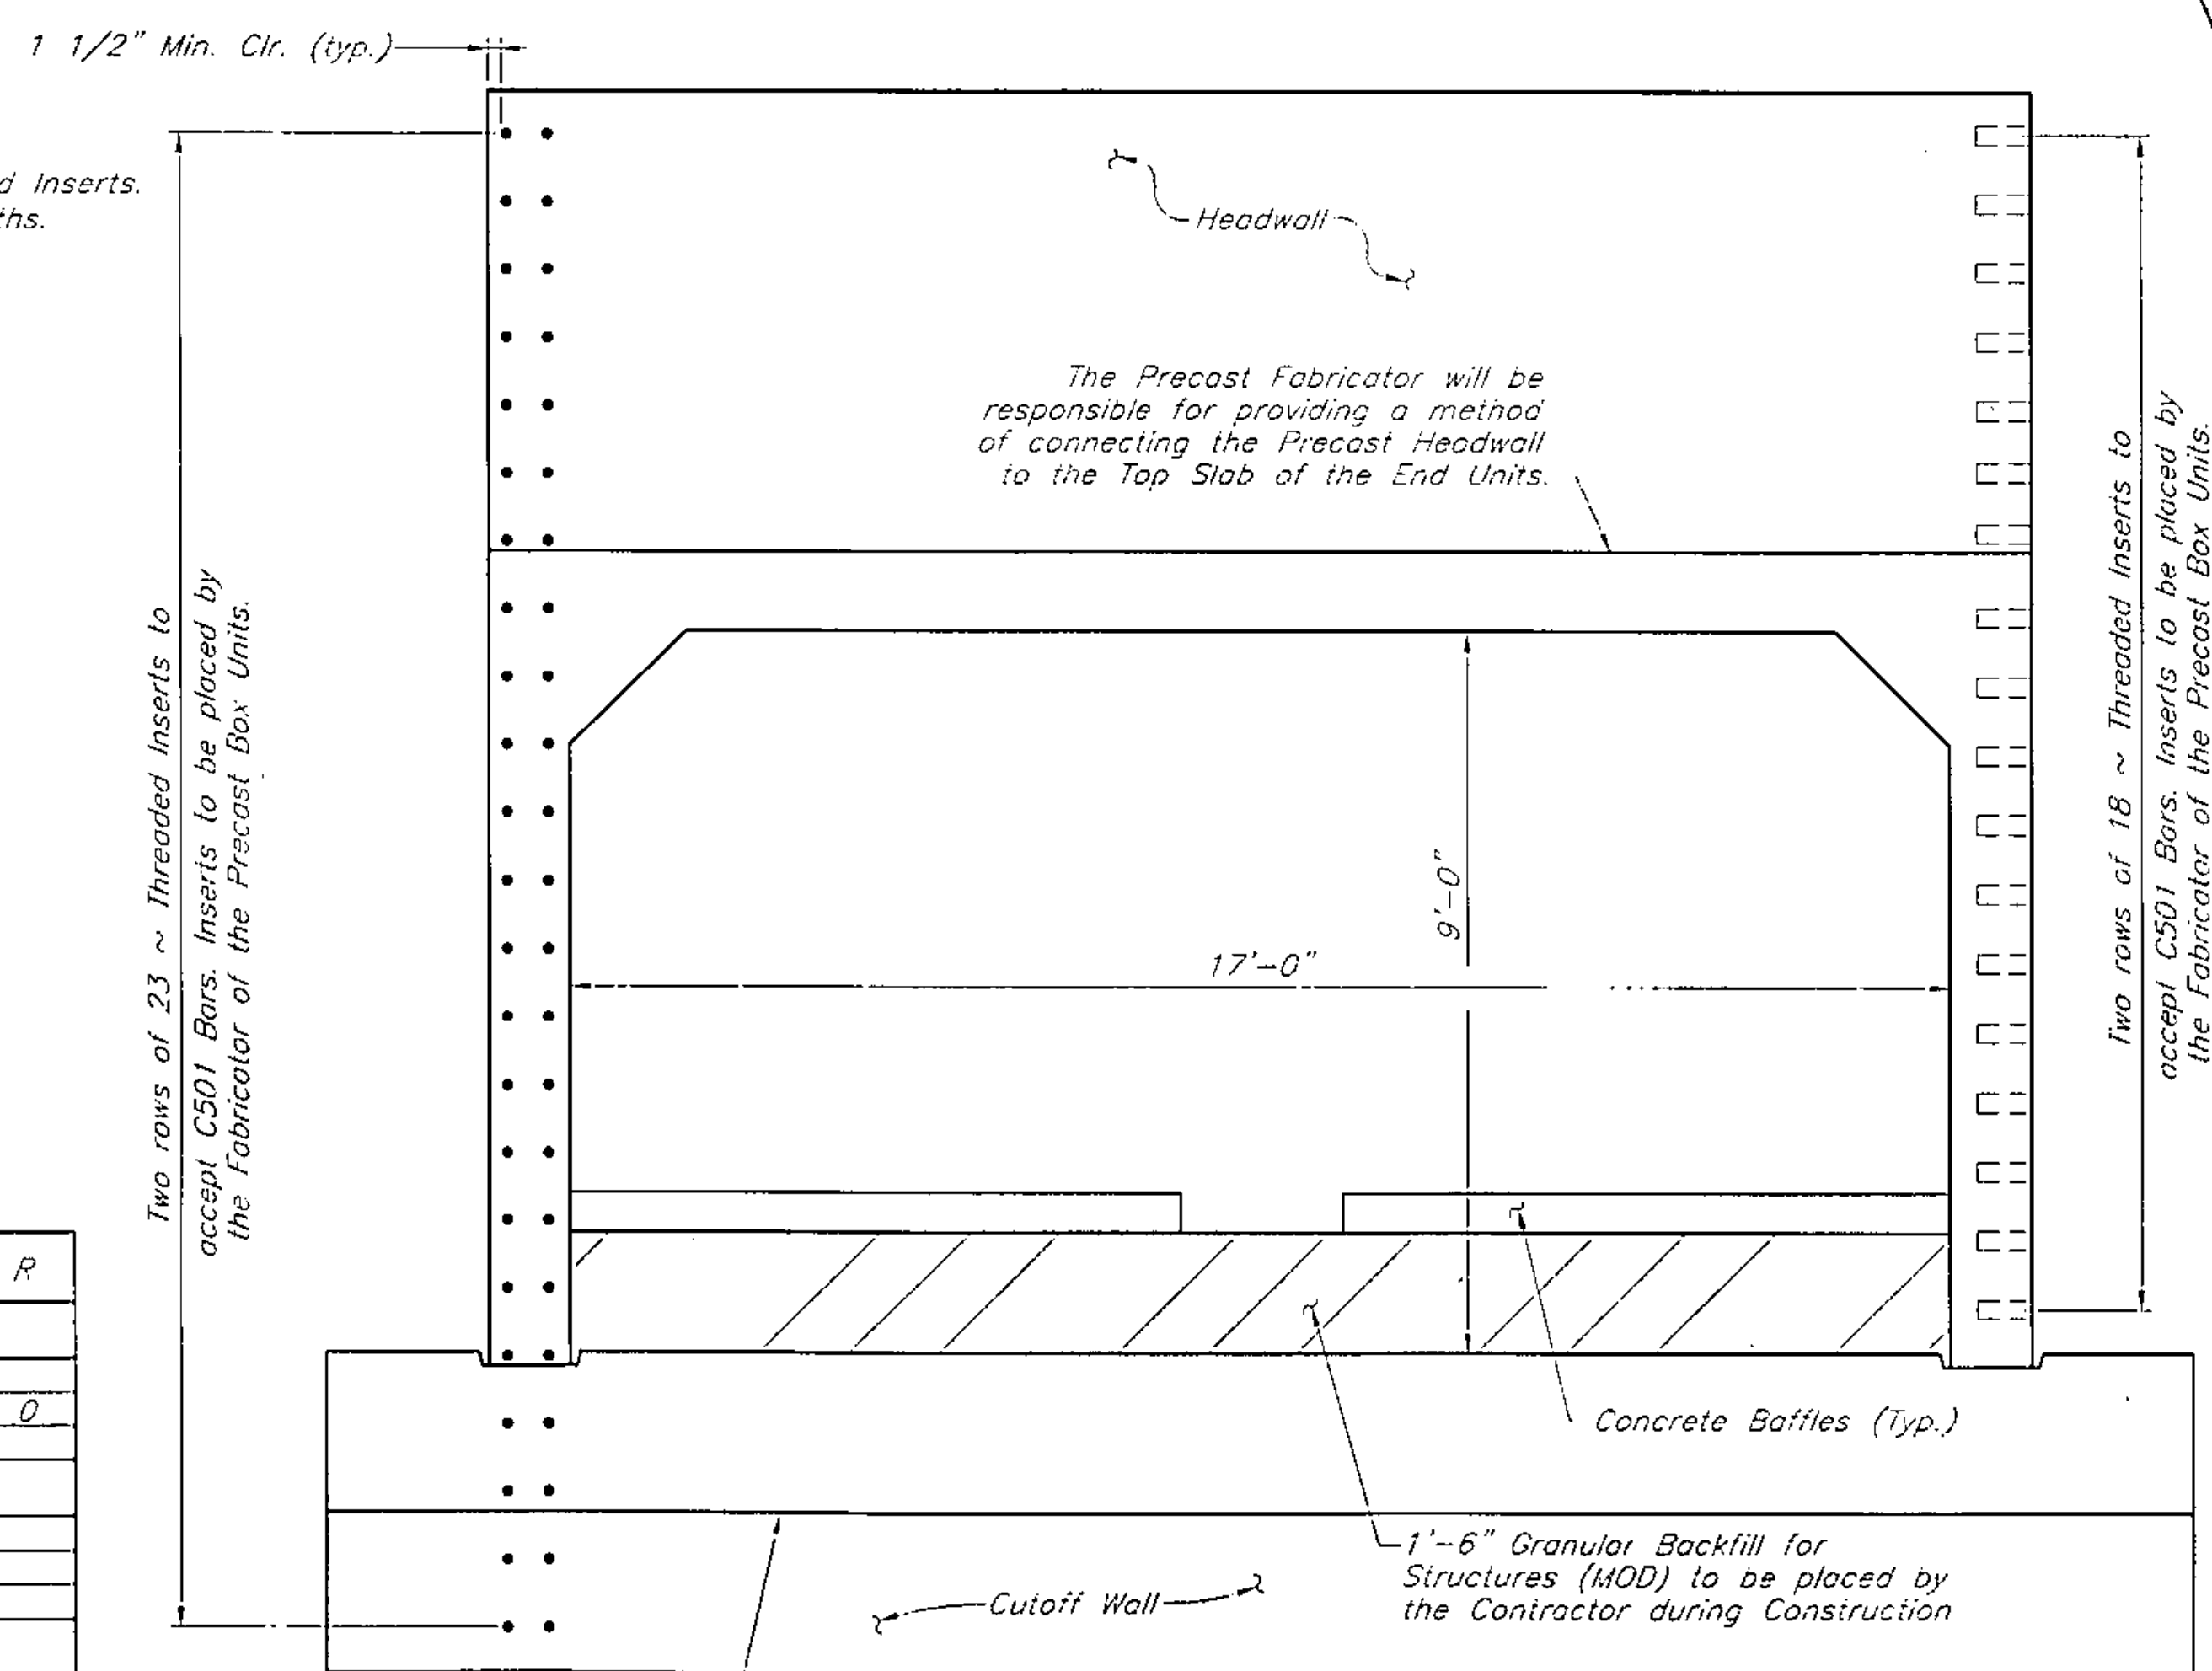 1 1/2" Min. Clr. (typ.)
Inserts.
Headwall
The Precast Fabricator will be
responsible for providing a method
of connecting the Precast Headwall
to the Top Slab of the End Units.
Two rows of 23 ~ Threaded Inserts to
accept C501 Bars. Inserts to be placed by
the Fabricator of the Precast Box Units.
Two rows of 18 ~ Threaded Inserts to
accept C501 Bars. Inserts to be placed by
the Fabricator of the Precast Box Units.
9'-0"
17'-0"
R
0
Concrete Baffles (Typ.)
1'-6" Granular Backfill for
Structures (MOD) to be placed by
the Contractor during Construction
Cutoff Wall